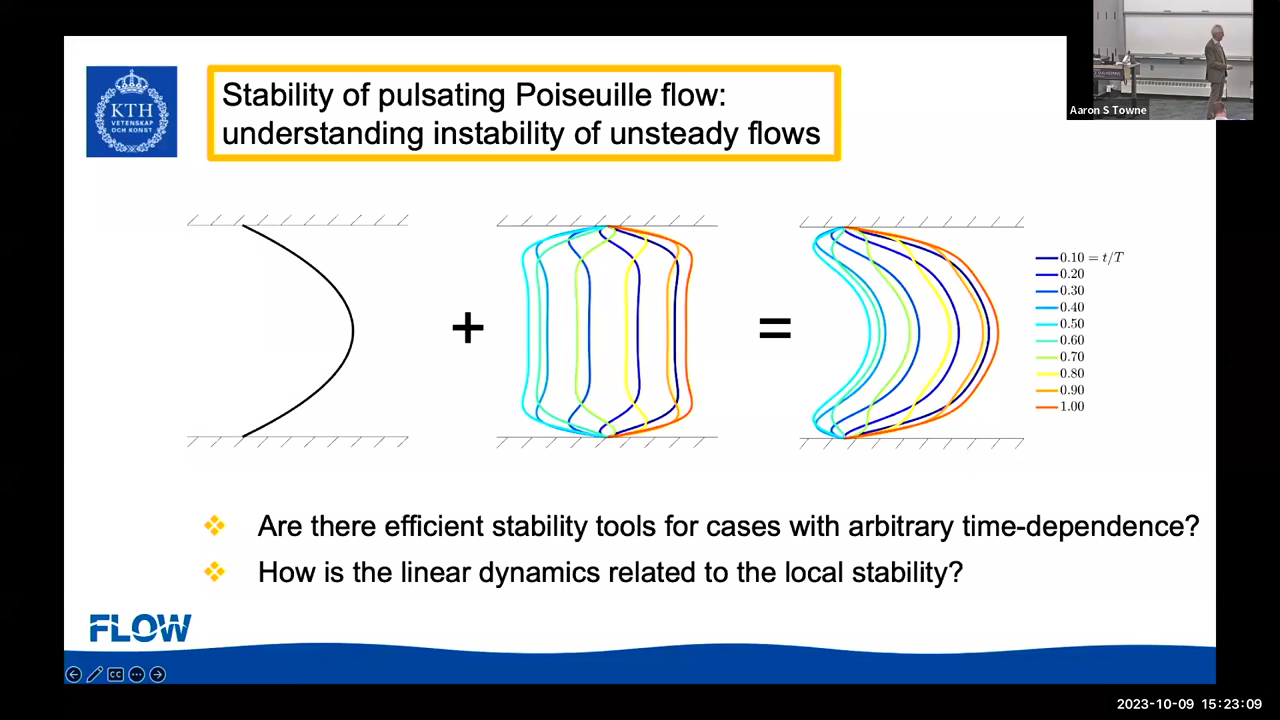 Aaron S Towne
KTH
VETENSKAP
OCH KONST
Stability of pulsating Poiseuille flow:
understanding instability of unsteady flows
+
=
0.10 = t/T
0.20
0.30
0.40
0.50
0.60
0.70
0.80
0.90
1.00
Are there efficient stability tools for cases with arbitrary time-dependence?
How is the linear dynamics related to the local stability?
FLOW
CC
2023-10-09 15:23:09